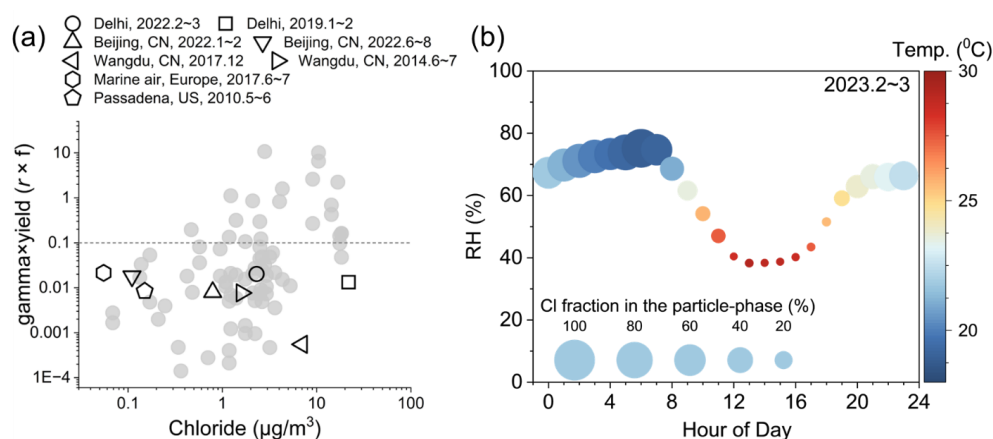 (a)
Delhi, 2022.2~3 Delhi, 2019.1~2
Beijing, CN, 2022.1~2 Beijing, CN, 2022.6~8
Wangdu, CN, 2017.12 Wangdu, CN, 2014.6~7
Marine air, Europe, 2017.6~7
Passadena, US, 2010.5~6
gamma×yield (r × f)
10
1
0.1
0.01
0.001
1E−4
0.1 1 10 100
Chloride (µg/m³)
(b)
Temp. (⁰C)
2023.2~3
RH (%)
100
80
60
40
20
0
Cl fraction in the particle-phase (%)
100 80 60 40 20
0 4 8 12 16 20 24
Hour of Day
30
25
20